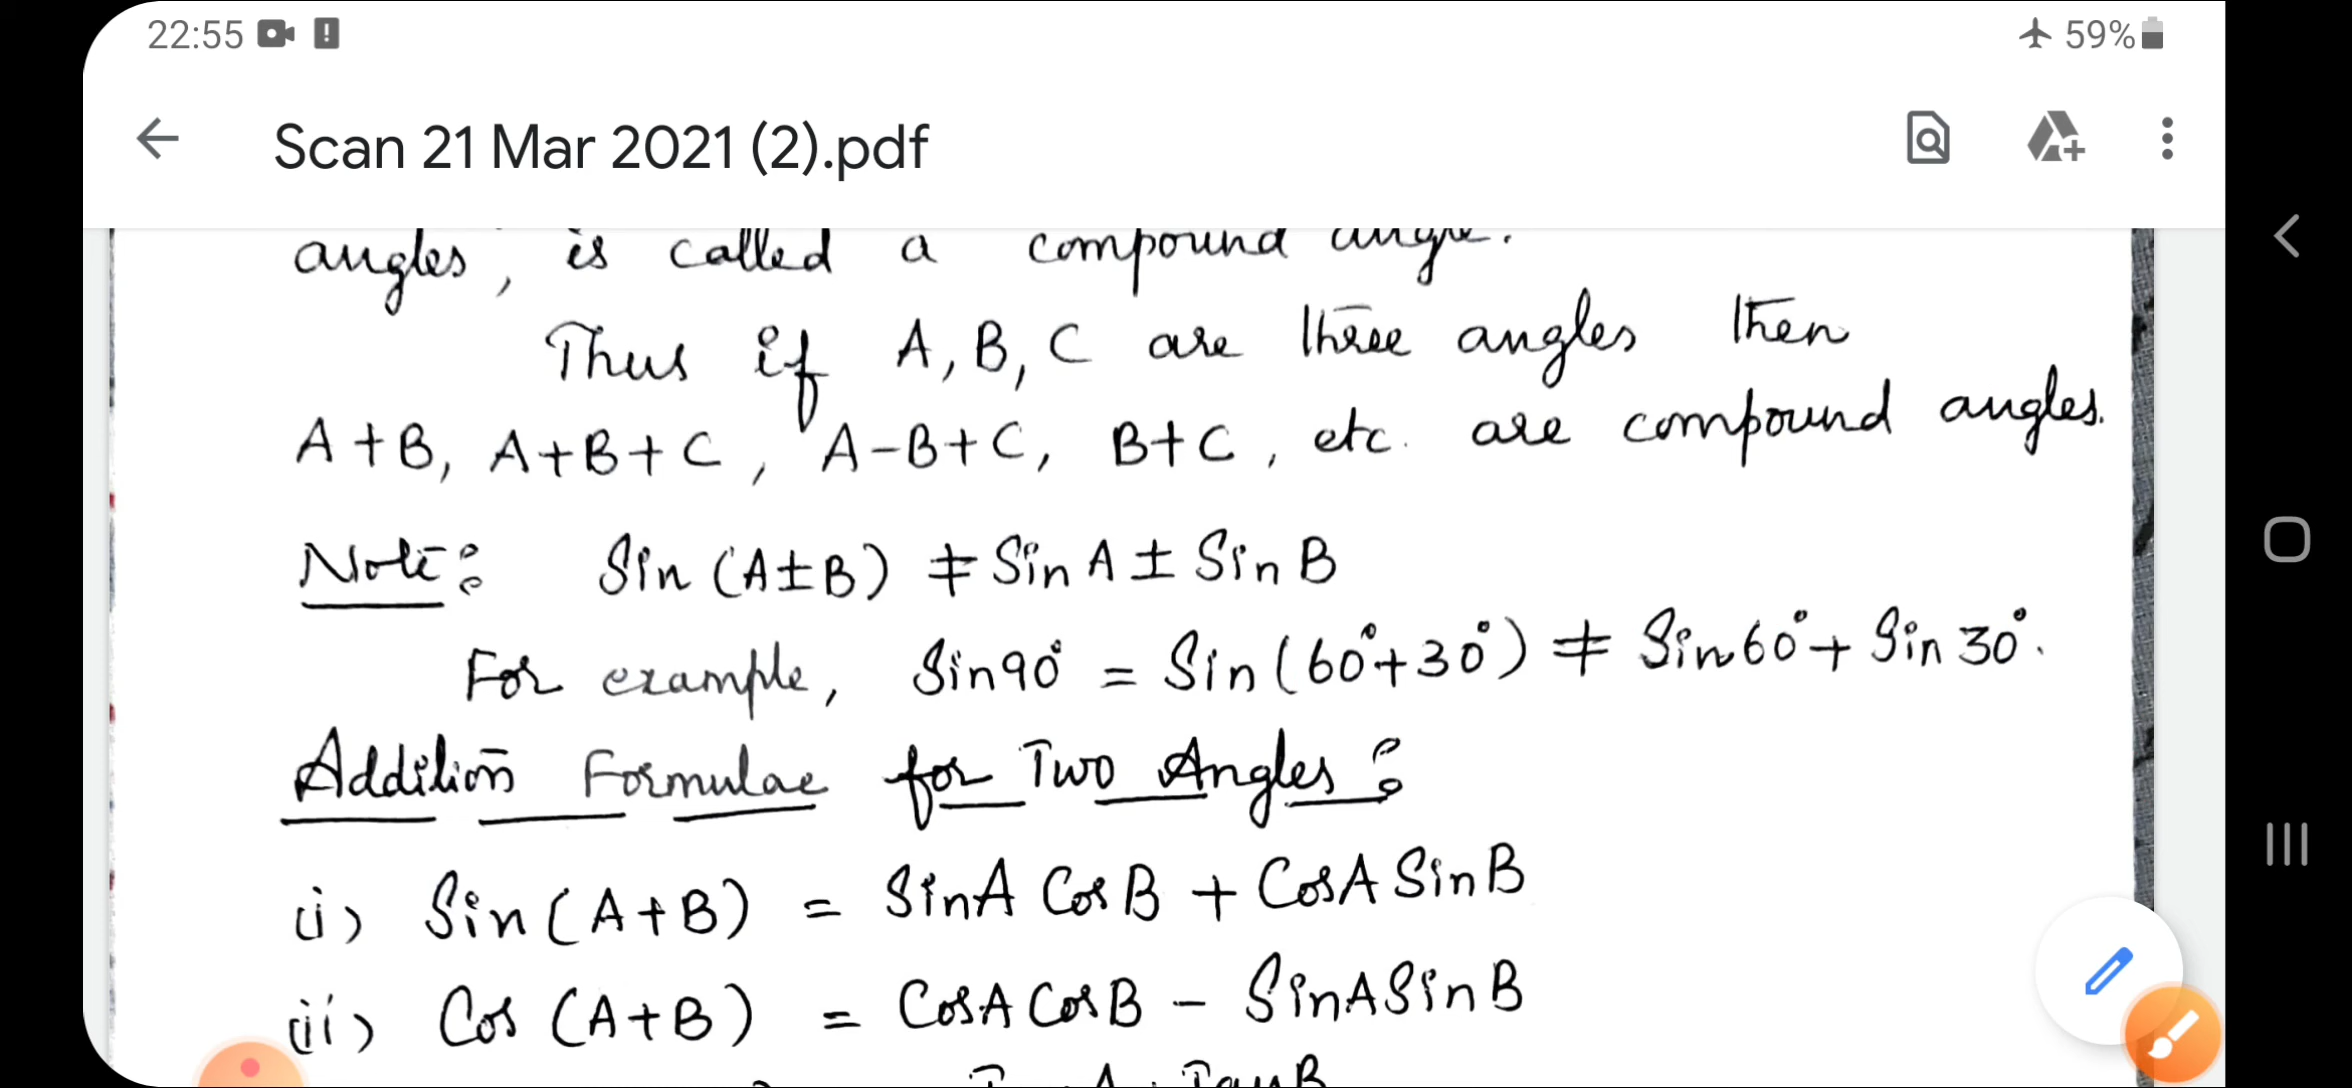 22:55
59%
Scan 21 Mar 2021 (2).pdf
angles, is called a compound angle.
Thus if A, B, C are three angles then
A+B, A+B+C, A-B+C, B+C, etc. are compound angles.
Note: Sin (A±B) ≠ Sin A ± Sin B
For example, Sin90° = Sin(60°+30°) ≠ Sin60°+ Sin 30°.
Addition Formulae for Two Angles:
(i) Sin(A+B) = SinA CosB + CosA SinB
(ii) Cos (A+B) = CosA CosB - SinA SinB